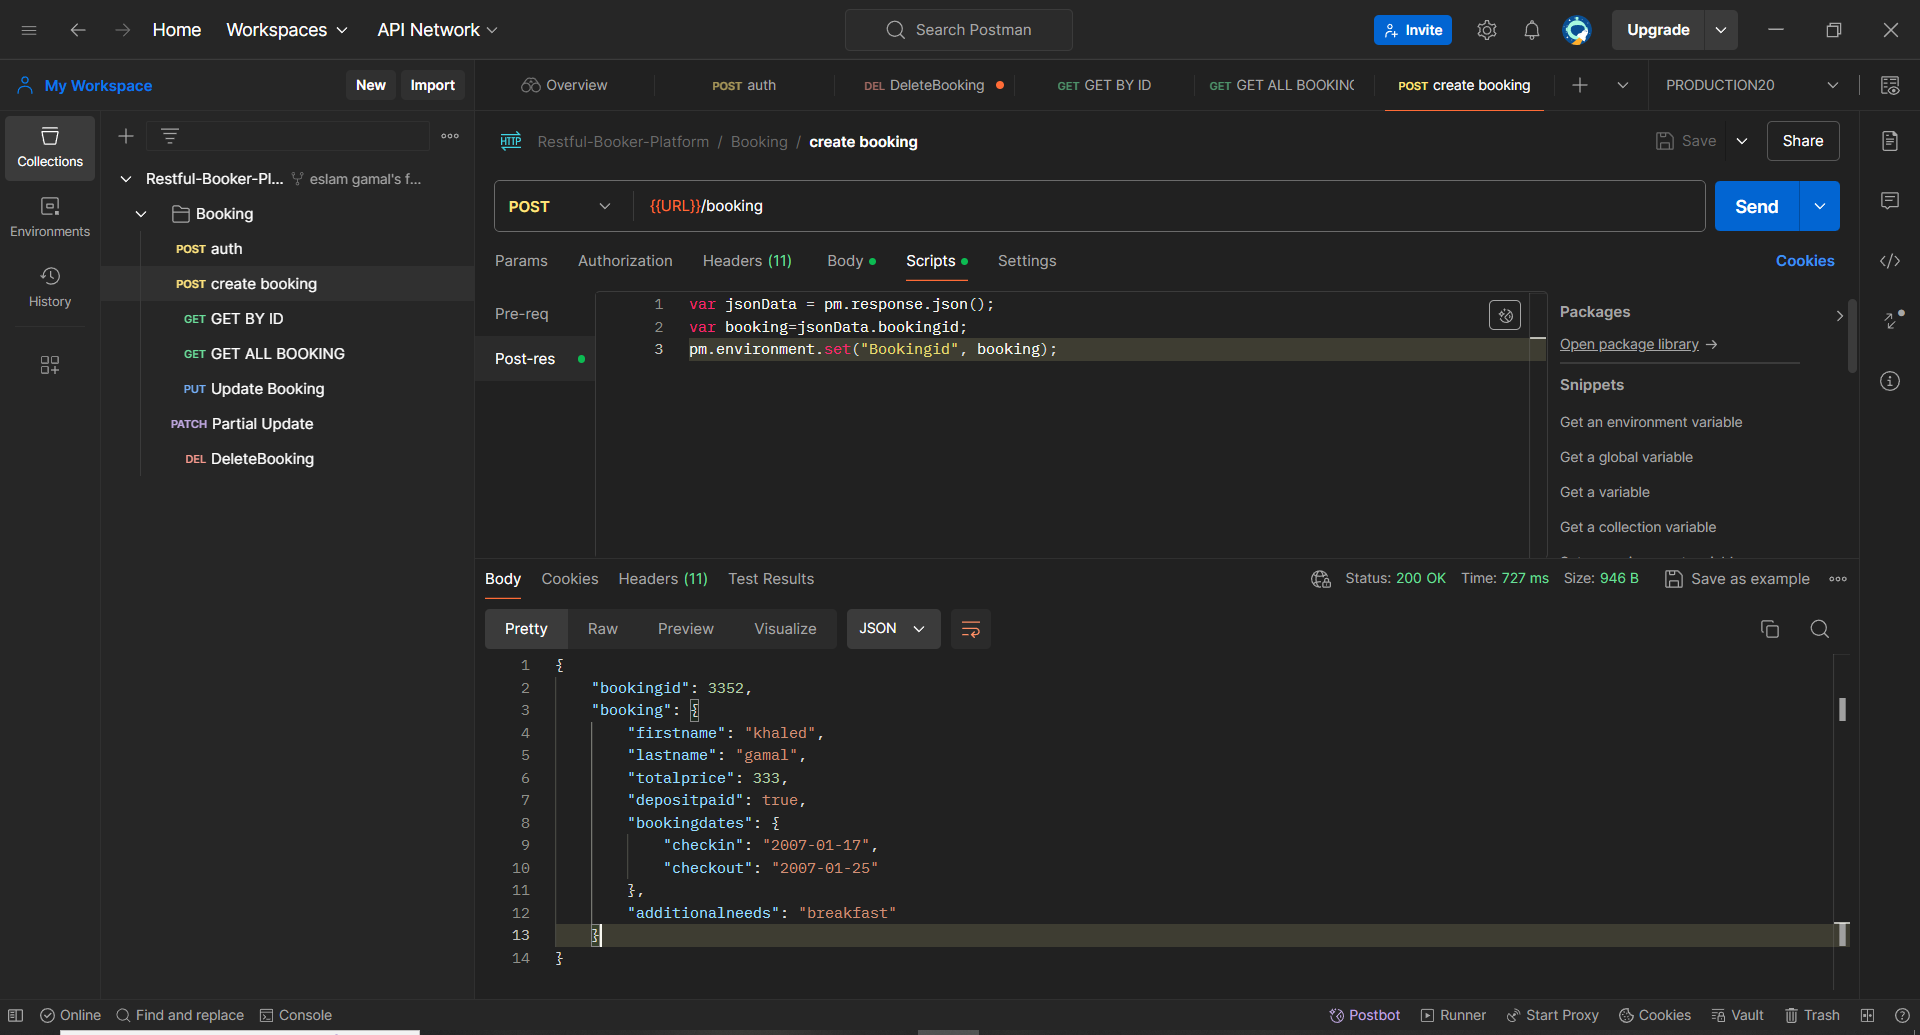 Home Workspaces API Network Search Postman Invite Upgrade
My Workspace New Import Overview POST auth DEL DeleteBooking GET GET BY ID GET GET ALL BOOKING POST create booking PRODUCTION20
Collections
Environments
History
Restful-Booker-Pl... eslam gamal's f...
Booking
POST auth
POST create booking
GET GET BY ID
GET GET ALL BOOKING
PUT Update Booking
PATCH Partial Update
DEL DeleteBooking
HTTP Restful-Booker-Platform / Booking / create booking Save Share
POST {{URL}}/booking Send
Params Authorization Headers (11) Body Scripts Settings Cookies
Pre-req
Post-res
1 var jsonData = pm.response.json();
2 var booking=jsonData.bookingid;
3 pm.environment.set("Bookingid", booking);
Packages
Open package library →
Snippets
Get an environment variable
Get a global variable
Get a variable
Get a collection variable
Body Cookies Headers (11) Test Results Status: 200 OK Time: 727 ms Size: 946 B Save as example
Pretty Raw Preview Visualize JSON
1 {
2 "bookingid": 3352,
3 "booking": {
4 "firstname": "khaled",
5 "lastname": "gamal",
6 "totalprice": 333,
7 "depositpaid": true,
8 "bookingdates": {
9 "checkin": "2007-01-17",
10 "checkout": "2007-01-25"
11 },
12 "additionalneeds": "breakfast"
13 }
14 }
Online Find and replace Console Postbot Runner Start Proxy Cookies Vault Trash